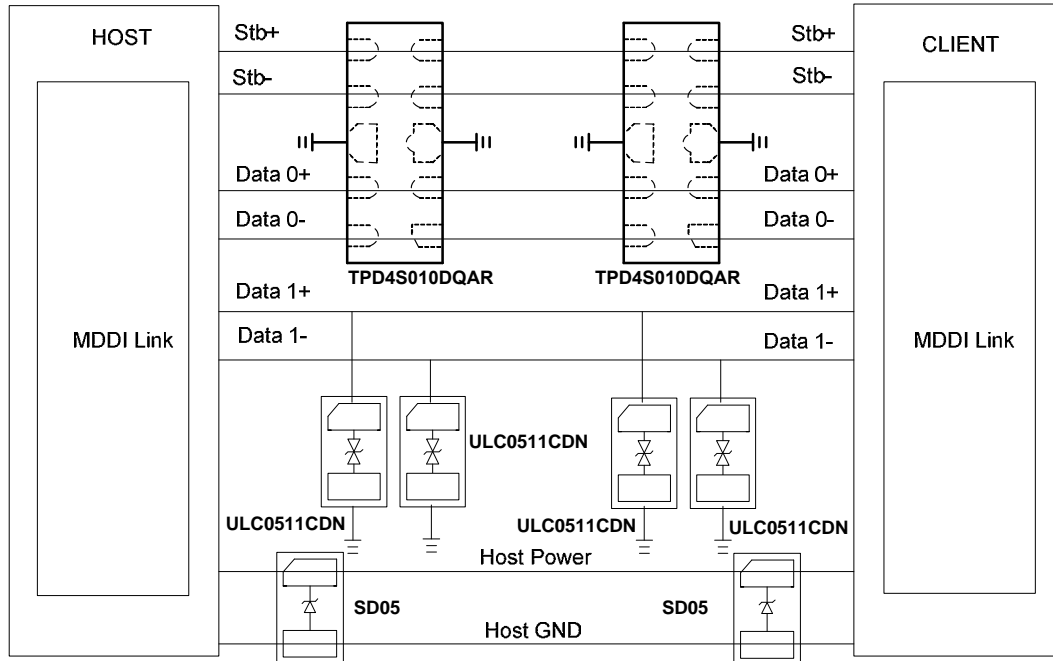 HOST
Stb+
Stb+
CLIENT
Stb-
Stb-
Data 0+
Data 0+
Data 0-
Data 0-
TPD4S010DQAR
TPD4S010DQAR
Data 1+
Data 1+
MDDI Link
Data 1-
Data 1-
MDDI Link
ULC0511CDN
ULC0511CDN
ULC0511CDN
ULC0511CDN
Host Power
SD05
SD05
Host GND